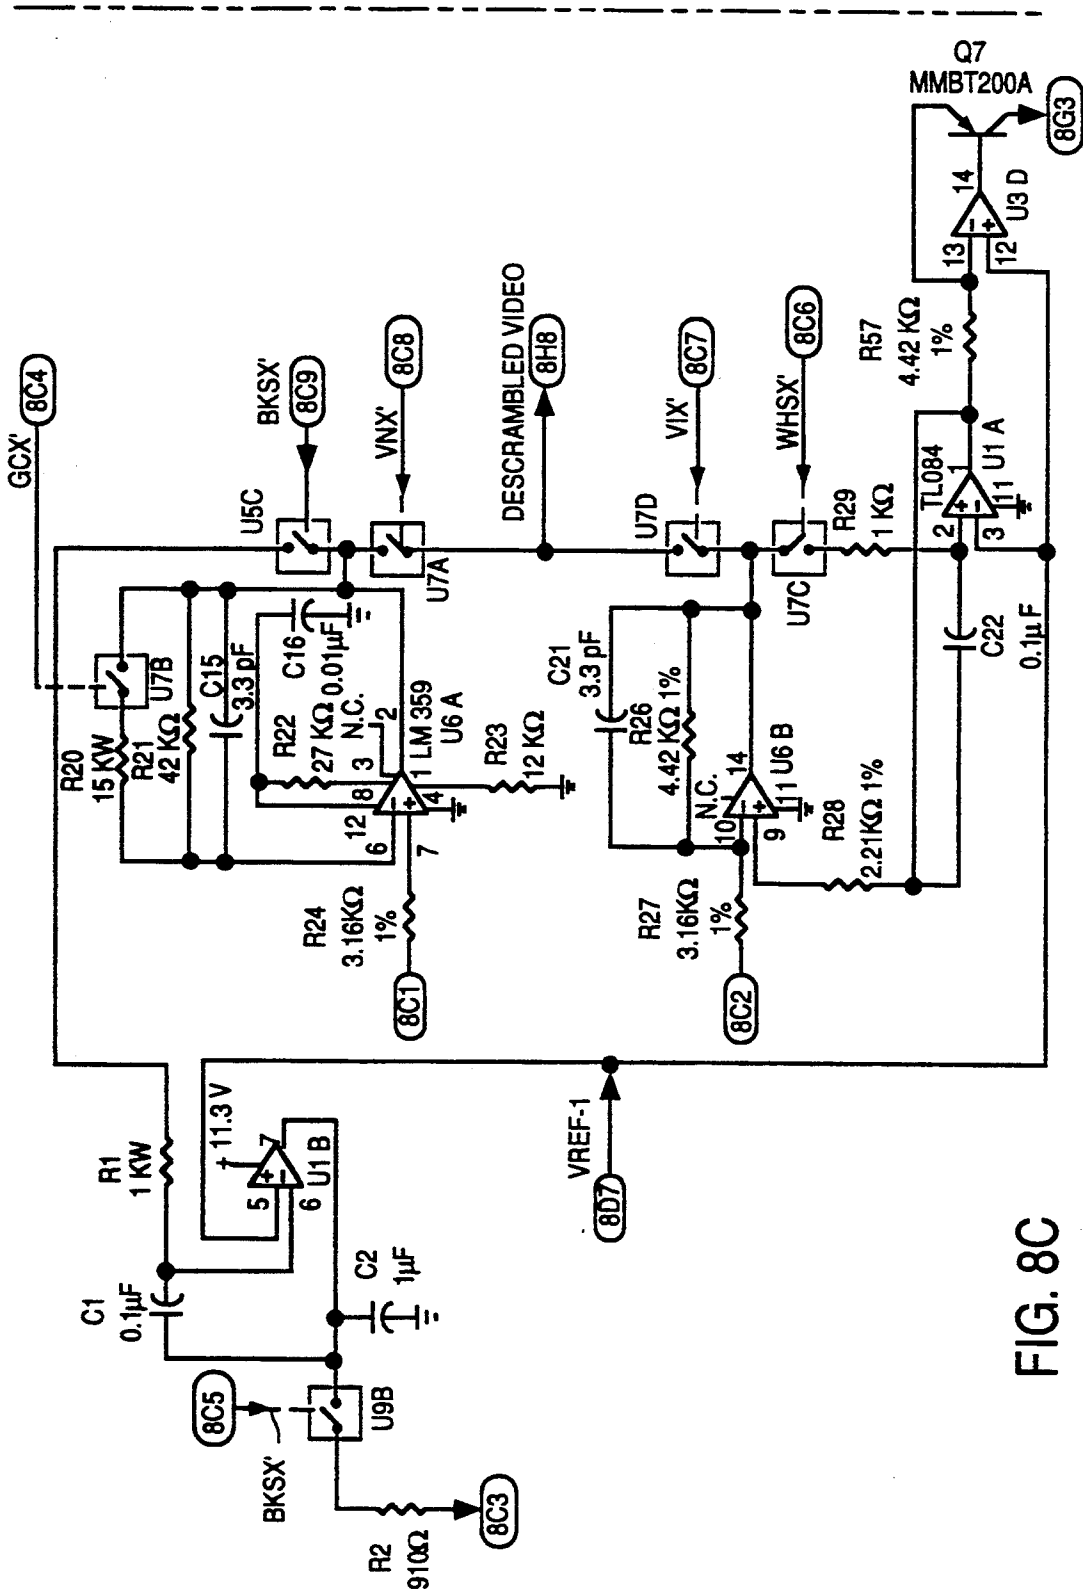 Q7
MMBT200A
8G3
14
U3 D
13
12
R57
4.42 KΩ
1%
TL084
1
U1 A
2
3
11
GCX'
8C4
BKSX'
8C9
VNX'
8C8
DESCRAMBLED VIDEO
8H8
VIX'
8C7
WHSX'
8C6
U5C
U7A
U7D
U7C
R29
1 KΩ
C22
0.1μ F
U7B
R20
15 KW
R21
42 KΩ
C15
3.3 pF
C16
0.01μF
R22
27 KΩ
N.C.
3
2
8
12
6
7
4
1 LM 359
U6 A
R23
12 KΩ
R24
3.16KΩ
1%
8C1
C21
3.3 pF
R26
4.42 KΩ 1%
N.C.
14
U6 B
10
9
11
R27
3.16KΩ
1%
8C2
R28
2.21KΩ 1%
R1
1 KW
11.3 V
7
U1 B
5
6
VREF-1
8D7
C1
0.1μF
C2
1μF
8C5
BKSX'
U9B
R2
910Ω
8C3
FIG. 8C